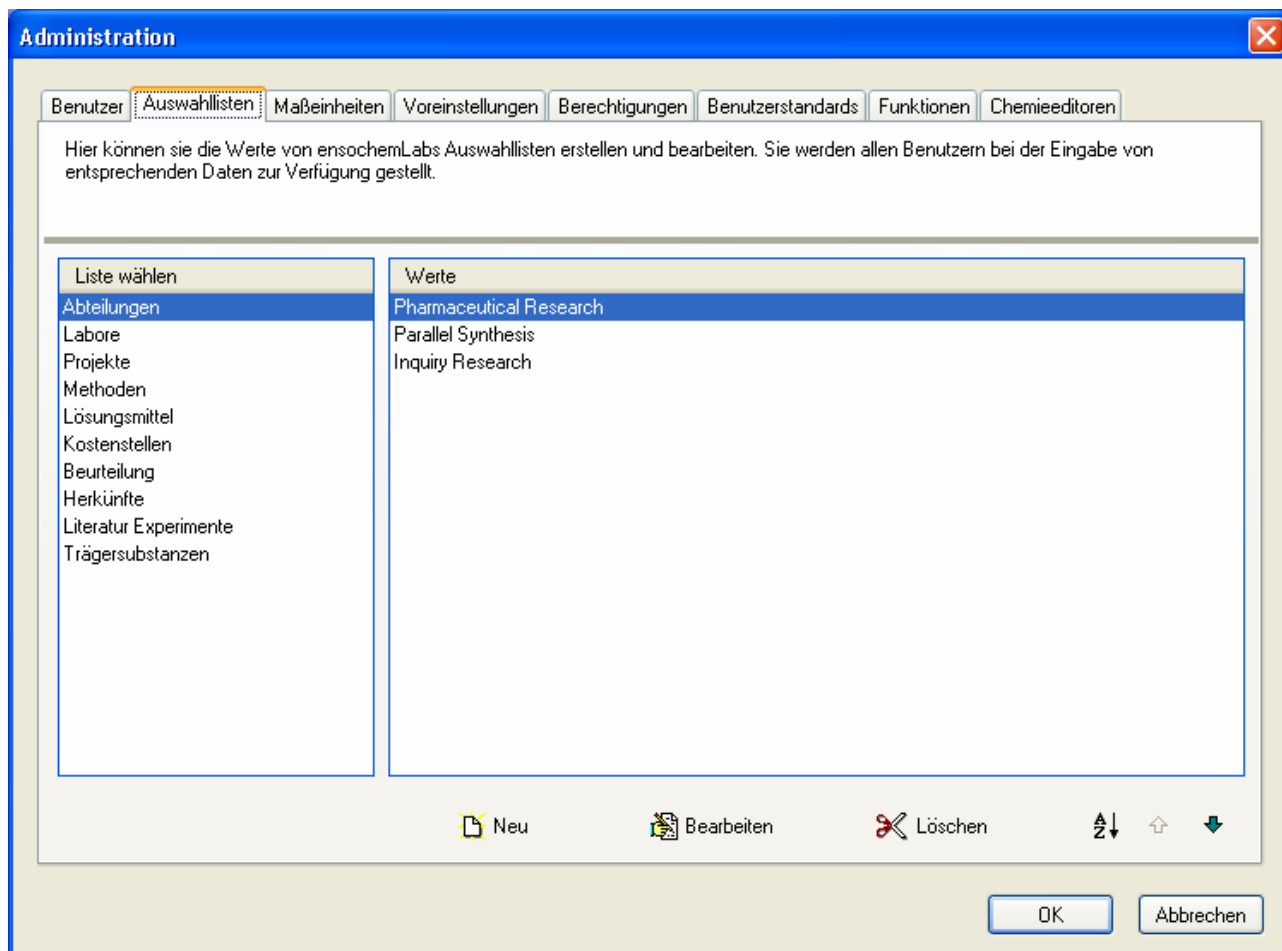 Administration
Benutzer Auswahllisten Maßeinheiten Voreinstellungen Berechtigungen Benutzerstandards Funktionen Chemieeditoren
Hier können sie die Werte von ensochemLabs Auswahllisten erstellen und bearbeiten. Sie werden allen Benutzern bei der Eingabe von
entsprechenden Daten zur Verfügung gestellt.
Liste wählen
Abteilungen
Labore
Projekte
Methoden
Lösungsmittel
Kostenstellen
Beurteilung
Herkünfte
Literatur Experimente
Trägersubstanzen
Werte
Pharmaceutical Research
Parallel Synthesis
Inquiry Research
Neu Bearbeiten Löschen
OK Abbrechen